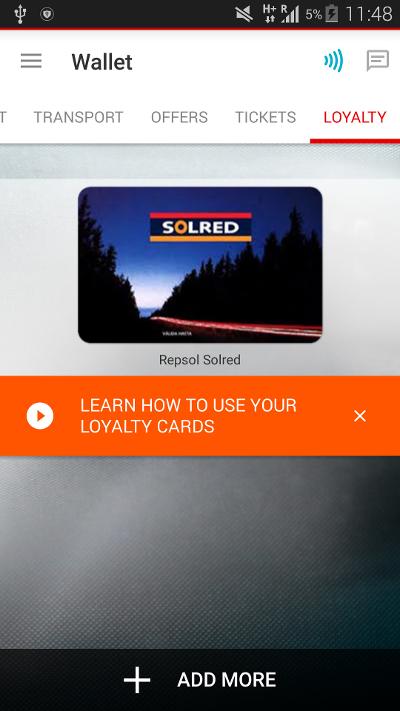 H+ R 5% 11:48
Wallet
T TRANSPORT OFFERS TICKETS LOYALTY
SOLRED
VALIDA HASTA
Repsol Solred
LEARN HOW TO USE YOUR
LOYALTY CARDS
ADD MORE